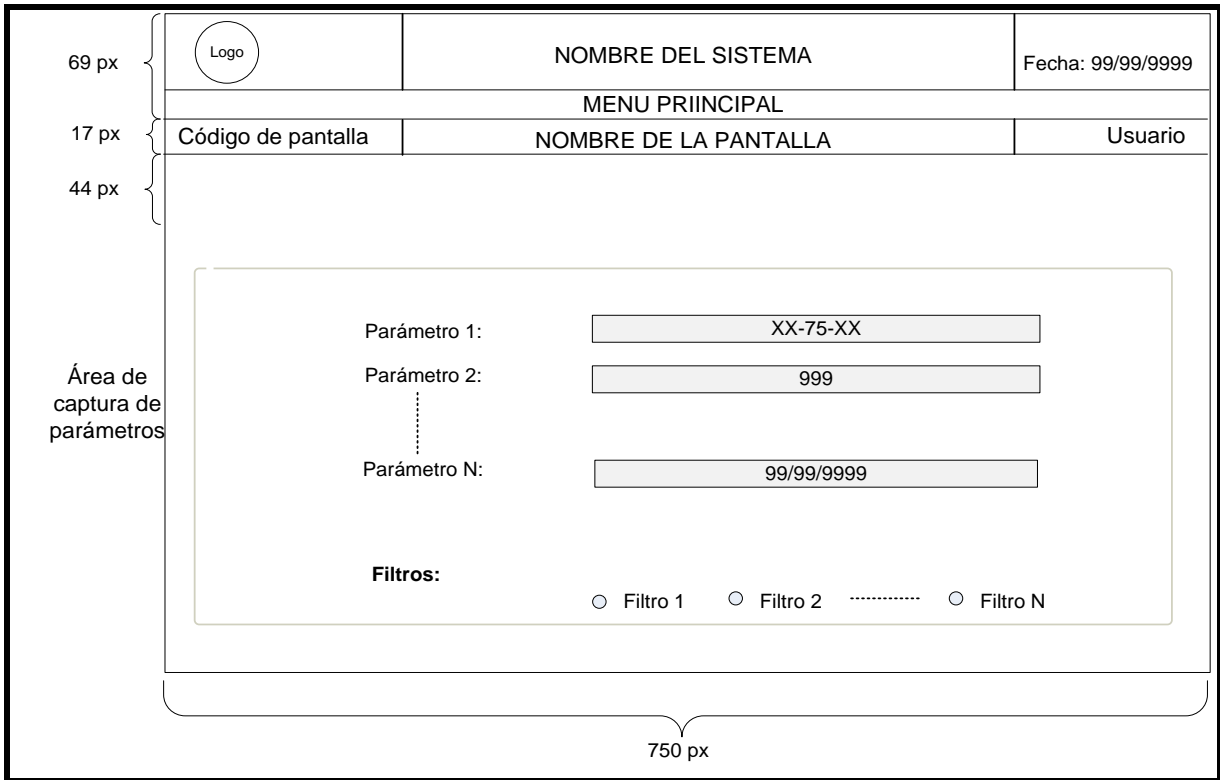 69 px
Logo
NOMBRE DEL SISTEMA
Fecha: 99/99/9999
MENU PRIINCIPAL
17 px
Código de pantalla
NOMBRE DE LA PANTALLA
Usuario
44 px
Área de
captura de
parámetros
Parámetro 1:
XX-75-XX
Parámetro 2:
999
Parámetro N:
99/99/9999
Filtros:
Filtro 1
Filtro 2
Filtro N
750 px